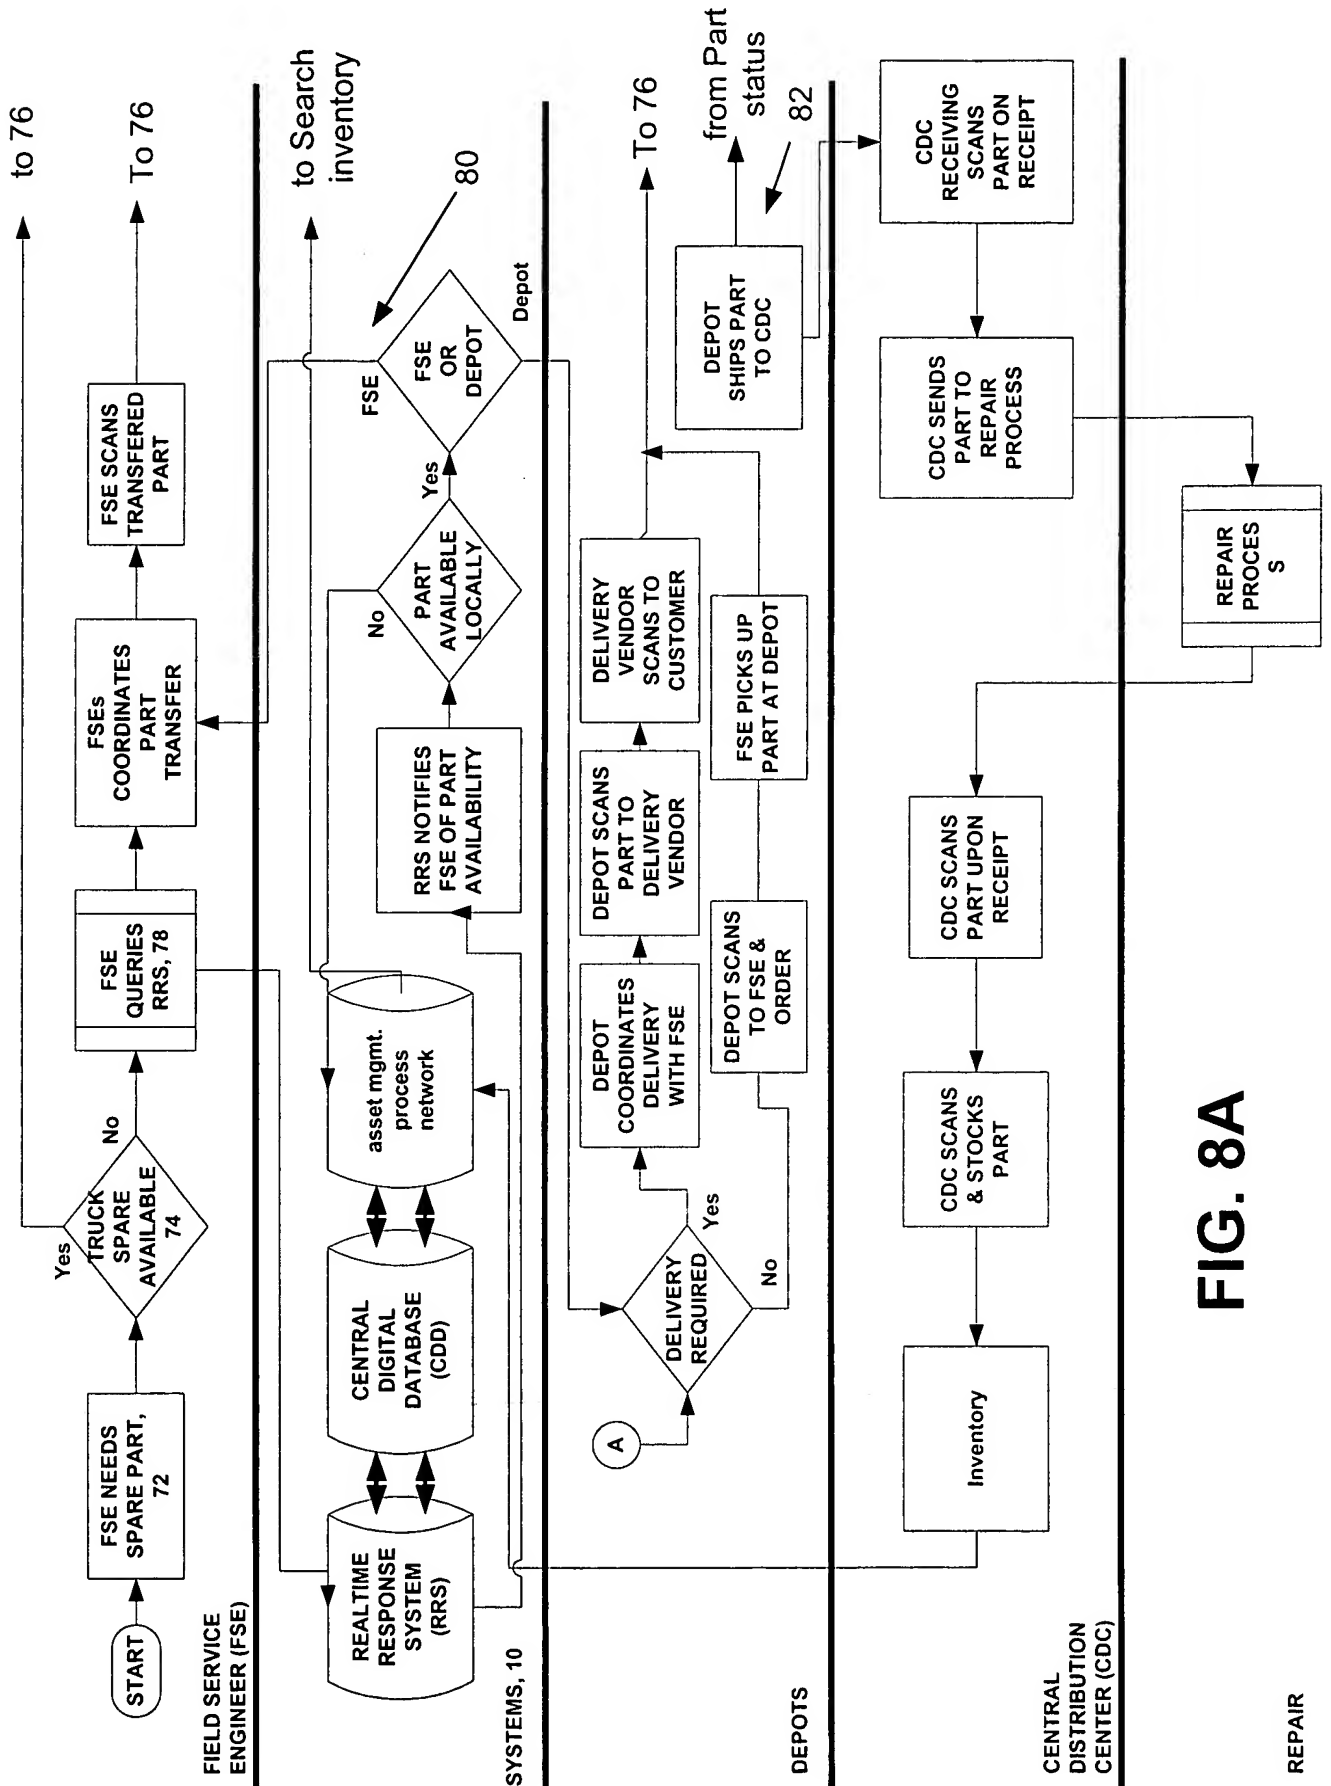 START
FSE NEEDS
SPARE PART,
72
Yes
TRUCK
SPARE
AVAILABLE
74
No
FSE
QUERIES
RRS, 78
FSEs
COORDINATES
PART
TRANSFER
FSE SCANS
TRANSFERED
PART
to 76
To 76
FIELD SERVICE
ENGINEER (FSE)
REALTIME
RESPONSE
SYSTEM
(RRS)
CENTRAL
DIGITAL
DATABASE
(CDD)
asset mgmt.
process
network
RRS NOTIFIES
FSE OF PART
AVAILABILITY
No
PART
AVAILABLE
LOCALLY
Yes
FSE
FSE
OR
DEPOT
Depot
80
to Search
inventory
SYSTEMS, 10
A
DELIVERY
REQUIRED
Yes
No
DEPOT
COORDINATES
DELIVERY
WITH FSE
DEPOT SCANS
PART TO
DELIVERY
VENDOR
DELIVERY
VENDOR
SCANS TO
CUSTOMER
To 76
DEPOT SCANS
TO FSE &
ORDER
FSE PICKS UP
PART AT DEPOT
DEPOT
SHIPS PART
TO CDC
from Part
status
82
DEPOTS
CDC
RECEIVING
SCANS
PART ON
RECEIPT
CDC SENDS
PART TO
REPAIR
PROCESS
CDC SCANS
PART UPON
RECEIPT
CDC SCANS
& STOCKS
PART
Inventory
CENTRAL
DISTRIBUTION
CENTER (CDC)
REPAIR
PROCES
S
REPAIR
FIG. 8A